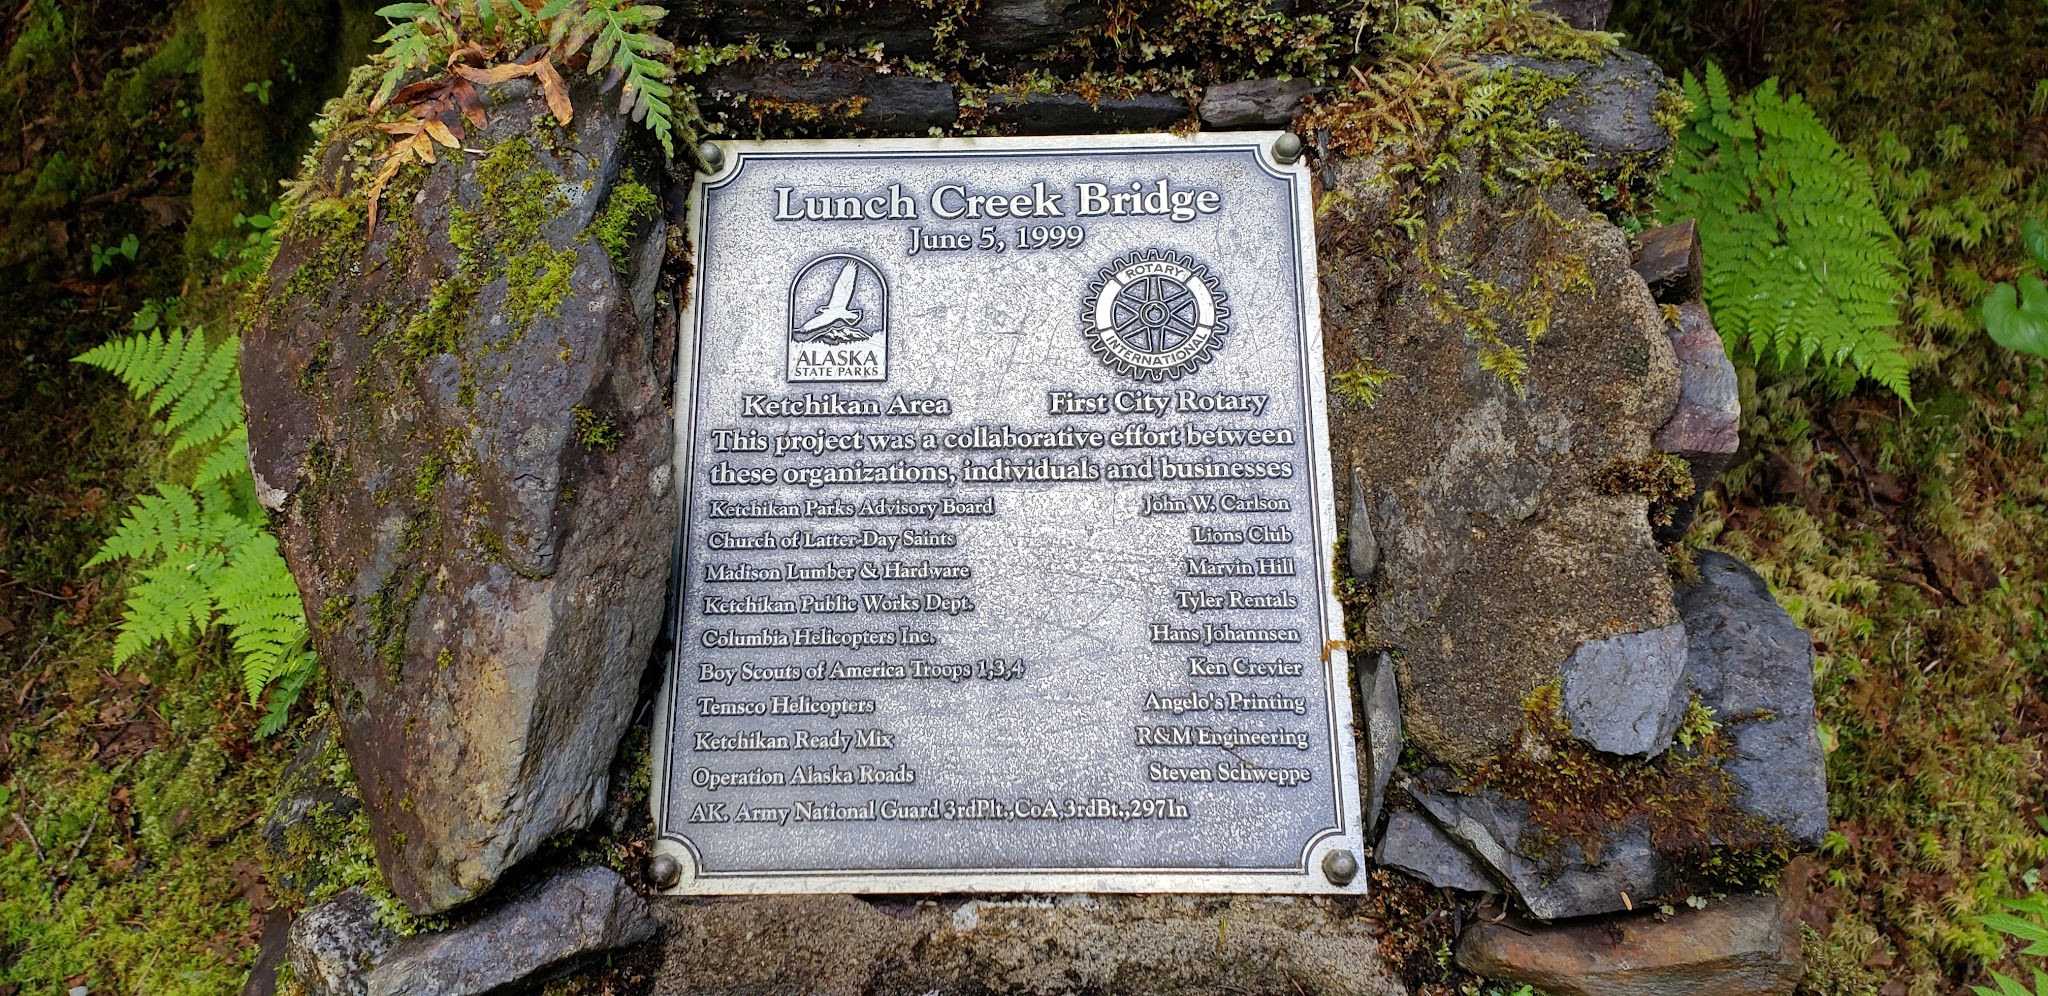 Lunch Creek Bridge
June 5, 1999
ALASKA
STATE PARKS
ROTARY
INTERNATIONAL
Ketchikan Area
First City Rotary
This project was a collaborative effort between
these organizations, individuals and businesses
Ketchikan Parks Advisory Board
John W. Carlson
Church of Latter-Day Saints
Lions Club
Madison Lumber & Hardware
Marvin Hill
Ketchikan Public Works Dept.
Tyler Rentals
Columbia Helicopters Inc.
Hans Johannsen
Boy Scouts of America Troops 1,3,4
Ken Crevier
Temsco Helicopters
Angelo's Printing
Ketchikan Ready Mix
R&M Engineering
Operation Alaska Roads
Steven Schweppe
AK. Army National Guard 3rdPlt.,CoA,3rdBt.,297In